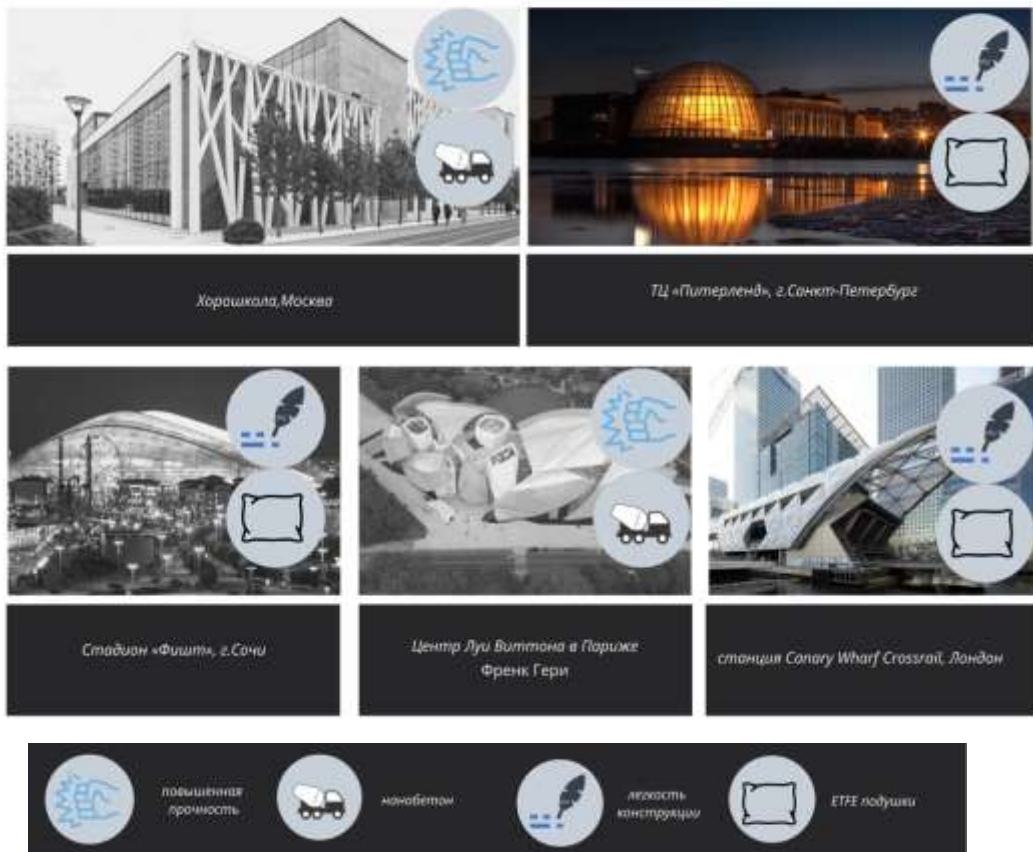 Хорошкола,Москва
ТЦ «Питерленд», г.Санкт-Петербург
Стадион «Фишт», г.Сочи
Центр Луи Виттона в Париже
Френк Гери
станция Canary Wharf Crossrail, Лондон
повышенная
прочность
нанобетон
легкость
конструкции
ETFE подушки